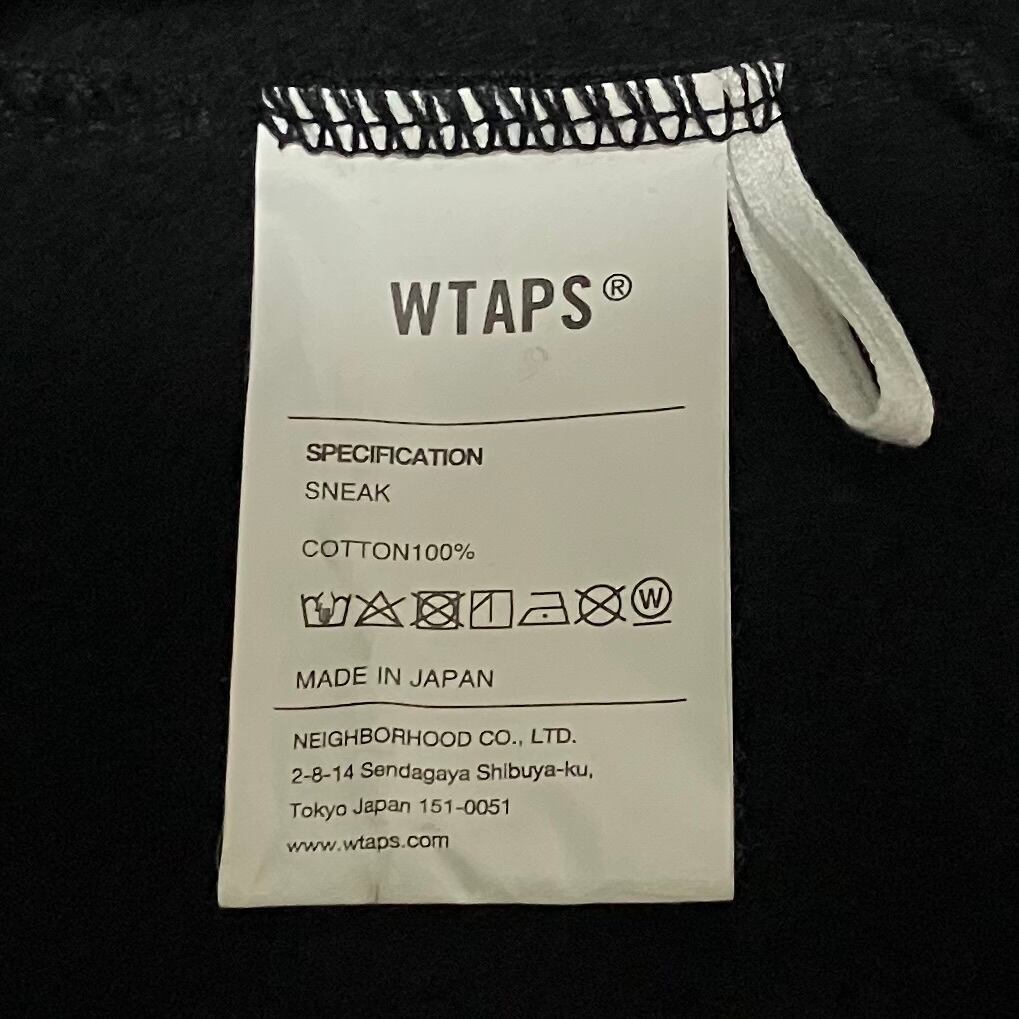 WTAPS®
SPECIFICATION
SNEAK
COTTON100%
W
MADE IN JAPAN
NEIGHBORHOOD CO., LTD.
2-8-14 Sendagaya Shibuya-ku,
Tokyo Japan 151-0051
www.wtaps.com